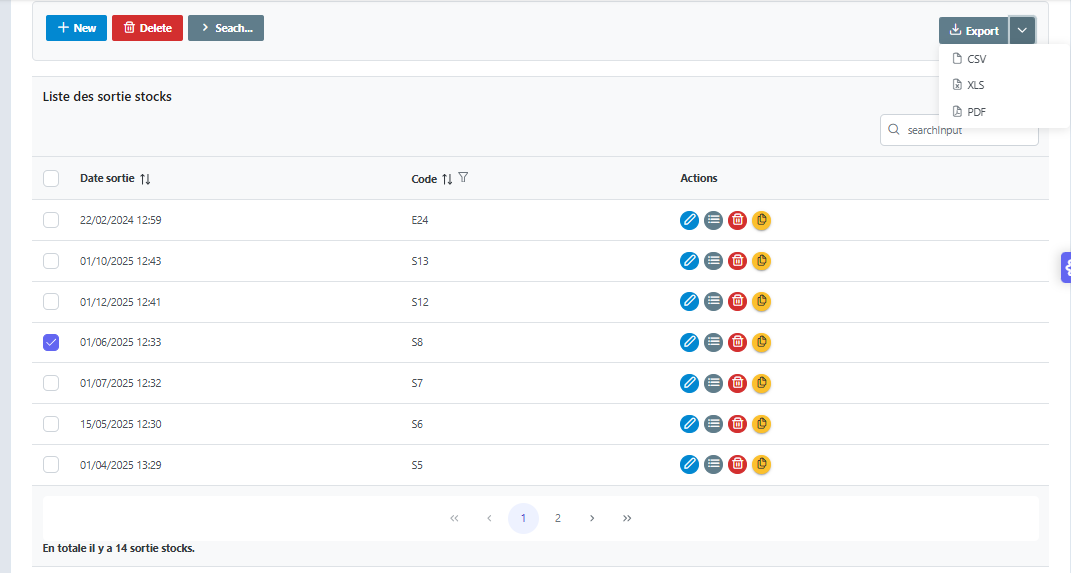 New Delete Seach... Export
CSV
XLS
PDF
Liste des sortie stocks
searchInput
Date sortie Code Actions
22/02/2024 12:59 E24
01/10/2025 12:43 S13
01/12/2025 12:41 S12
01/06/2025 12:33 S8
01/07/2025 12:32 S7
15/05/2025 12:30 S6
01/04/2025 13:29 S5
« ‹ 1 2 › »
En totale il y a 14 sortie stocks.